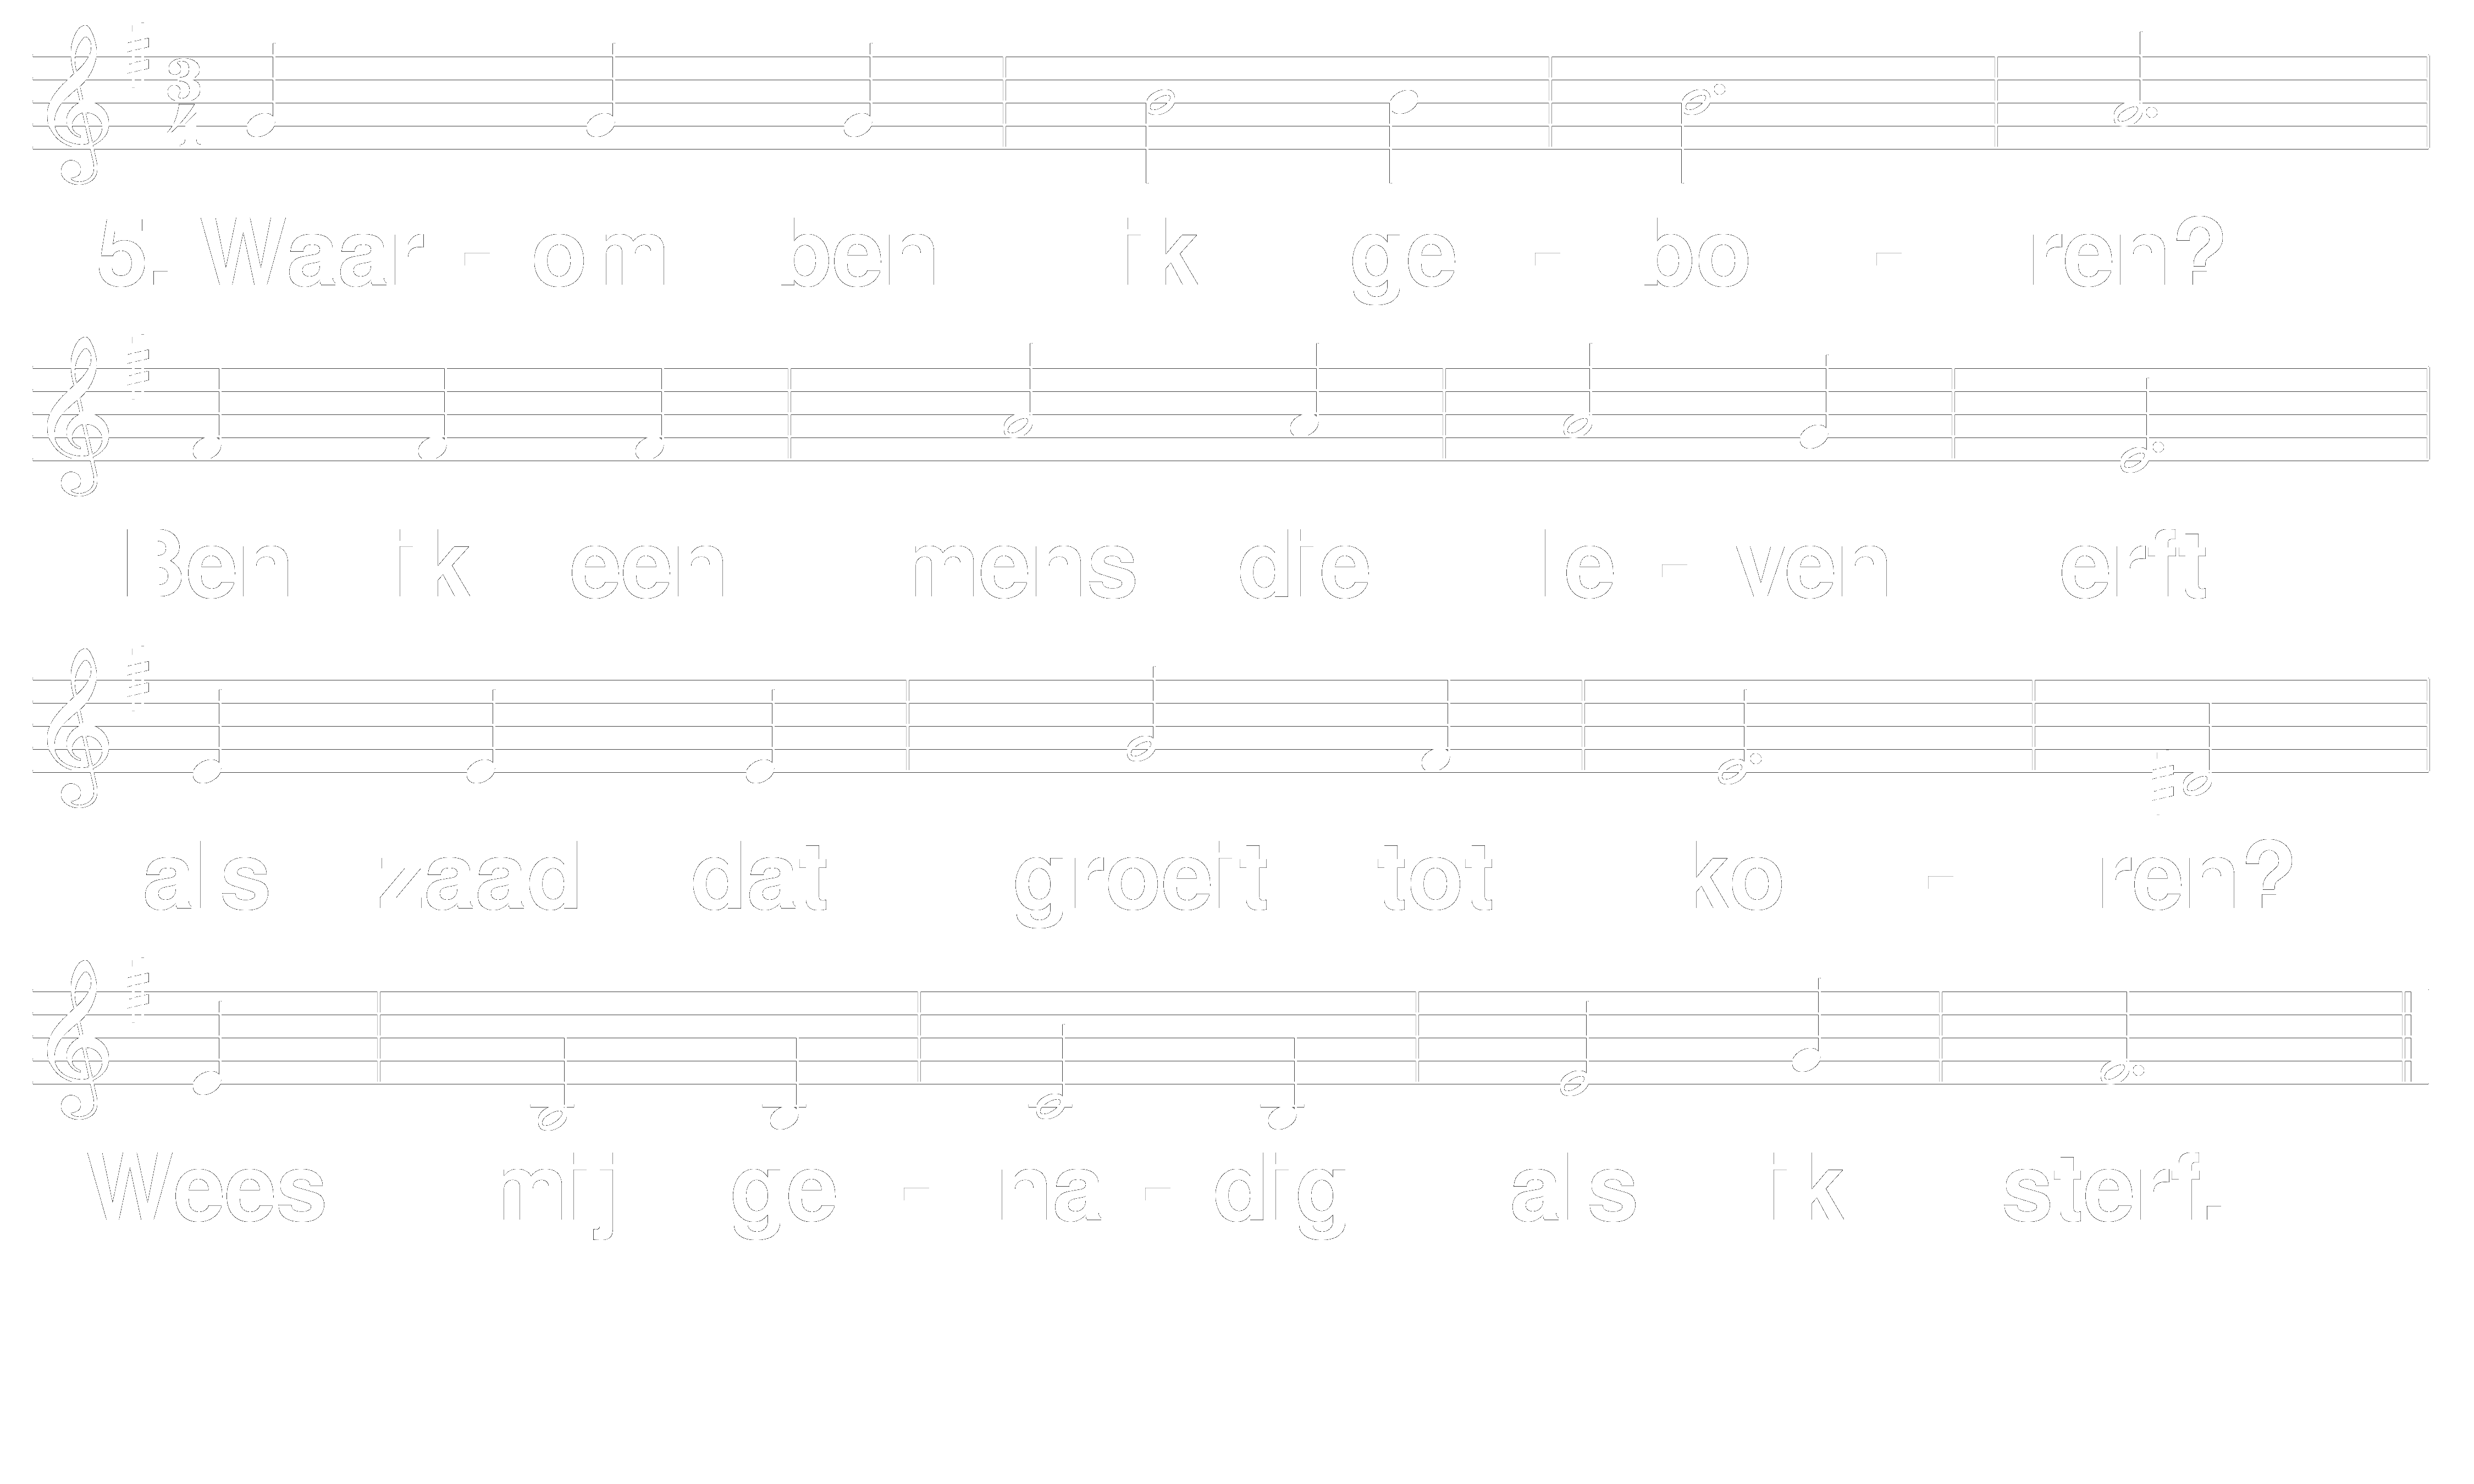 5. Waar - om ben ik ge - bo - ren?
Ben ik een mens die le - ven erft
als zaad dat groeit tot ko - ren?
Wees mij ge - na - dig als ik sterf.